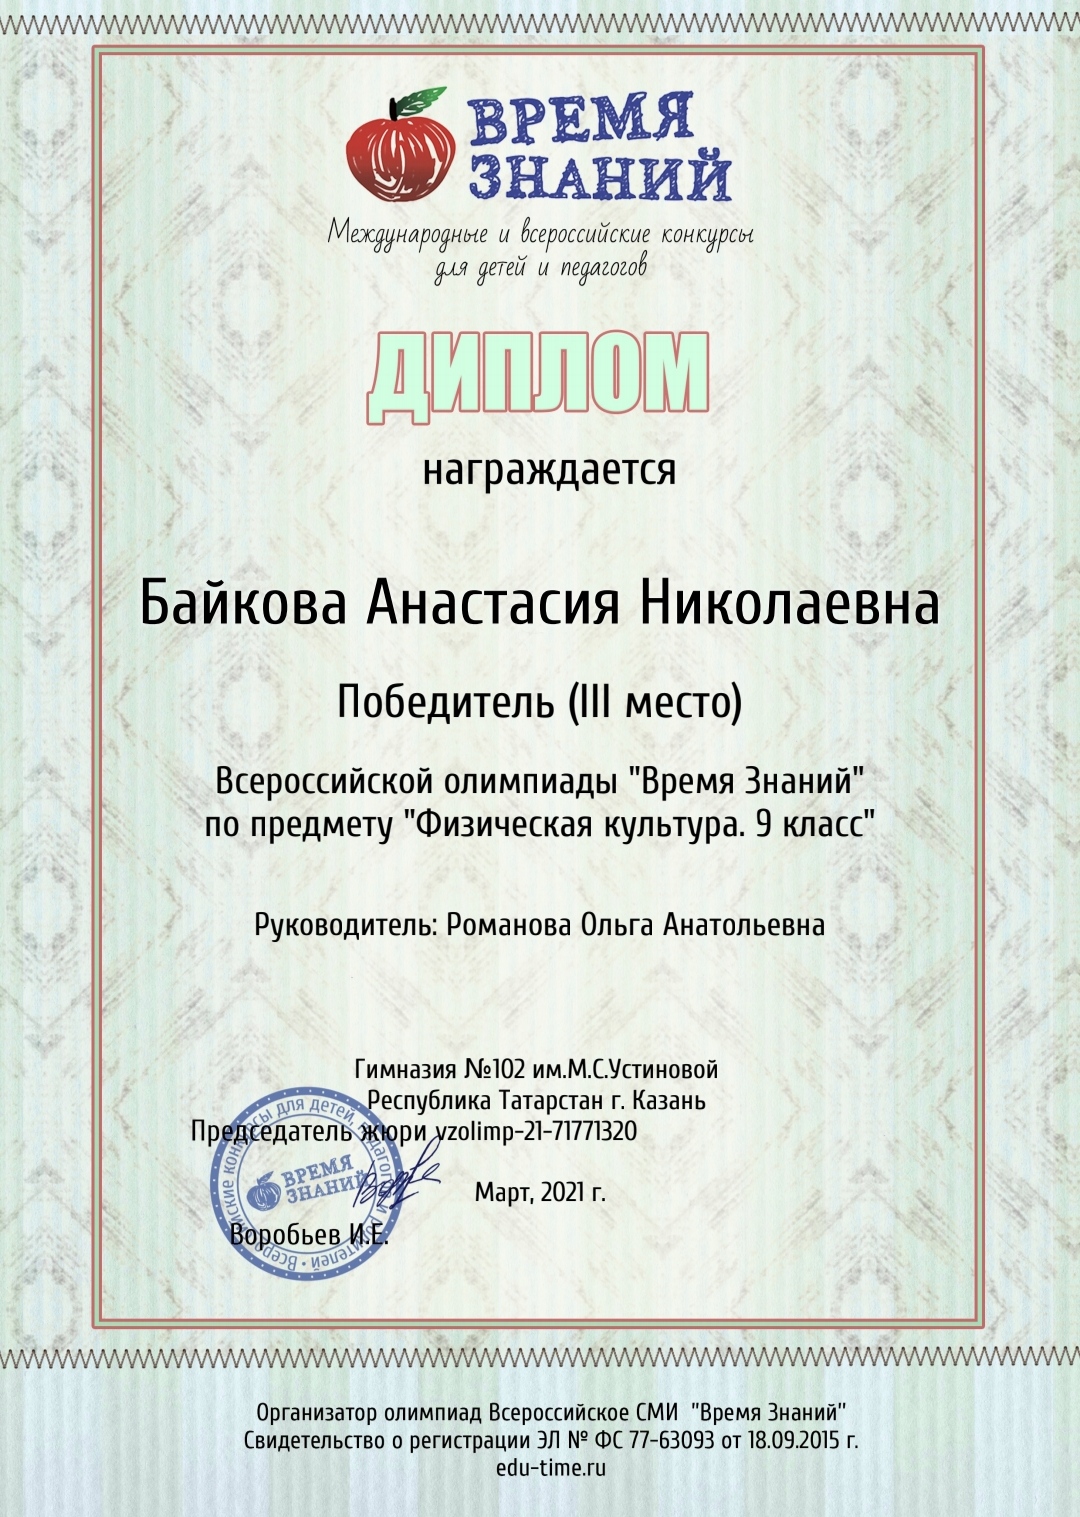 ВРЕМЯ
ЗНАНИЙ
Международные и всероссийские конкурсы
для детей и педагогов
ДИПЛОМ
награждается
Байкова Анастасия Николаевна
Победитель (III место)
Всероссийской олимпиады "Время Знаний"
по предмету "Физическая культура. 9 класс"
Руководитель: Романова Ольга Анатольевна
Гимназия №102 им.М.С.Устиновой
Республика Татарстан г. Казань
Председатель жюри vzolimp-21-71771320
Всероссийские конкурсы для детей, педагогов и родителей •
ВРЕМЯ
ЗНАНИЙ
Март, 2021 г.
Воробьев И.Е.
Организатор олимпиад Всероссийское СМИ "Время Знаний"
Свидетельство о регистрации ЭЛ № ФС 77-63093 от 18.09.2015 г.
edu-time.ru